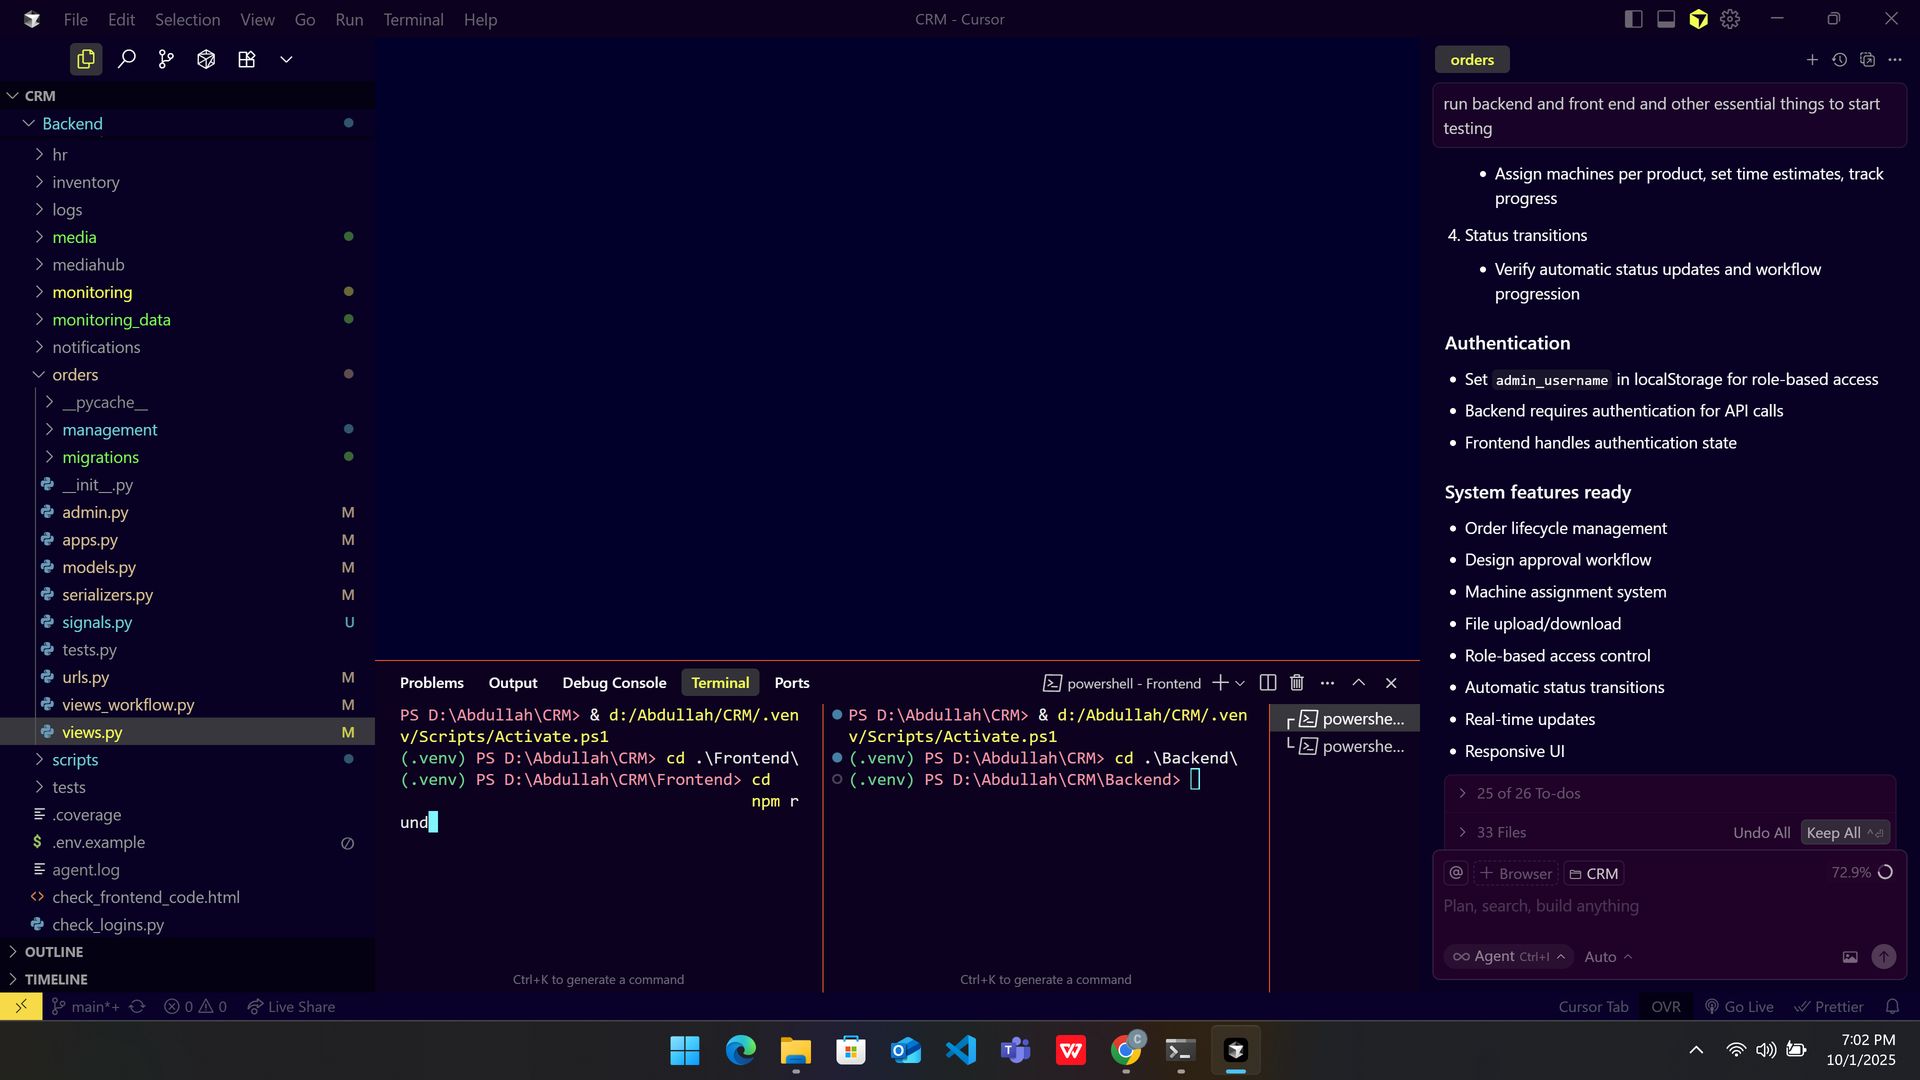 File Edit Selection View Go Run Terminal Help
CRM - Cursor
CRM
Backend
hr
inventory
logs
media
mediahub
monitoring
monitoring_data
notifications
orders
__pycache__
management
migrations
__init__.py
admin.py M
apps.py M
models.py M
serializers.py M
signals.py U
tests.py
urls.py M
views_workflow.py M
views.py M
scripts
tests
.coverage
$ .env.example
agent.log
check_frontend_code.html
check_logins.py
OUTLINE
TIMELINE
Problems Output Debug Console Terminal Ports
powershell - Frontend
PS D:\Abdullah\CRM> & d:/Abdullah/CRM/.ven
v/Scripts/Activate.ps1
(.venv) PS D:\Abdullah\CRM> cd .\Frontend\
(.venv) PS D:\Abdullah\CRM\Frontend> cd
npm r
und
Ctrl+K to generate a command
PS D:\Abdullah\CRM> & d:/Abdullah/CRM/.ven
v/Scripts/Activate.ps1
(.venv) PS D:\Abdullah\CRM> cd .\Backend\
(.venv) PS D:\Abdullah\CRM\Backend>
Ctrl+K to generate a command
powershe...
powershe...
orders
run backend and front end and other essential things to start
testing
• Assign machines per product, set time estimates, track
progress
4. Status transitions
• Verify automatic status updates and workflow
progression
Authentication
• Set admin_username in localStorage for role-based access
• Backend requires authentication for API calls
• Frontend handles authentication state
System features ready
• Order lifecycle management
• Design approval workflow
• Machine assignment system
• File upload/download
• Role-based access control
• Automatic status transitions
• Real-time updates
• Responsive UI
25 of 26 To-dos
33 Files Undo All Keep All
@ + Browser CRM 72.9%
Plan, search, build anything
Agent Ctrl+I Auto
main*+ 0 0 Live Share
Cursor Tab OVR Go Live Prettier
7:02 PM
10/1/2025